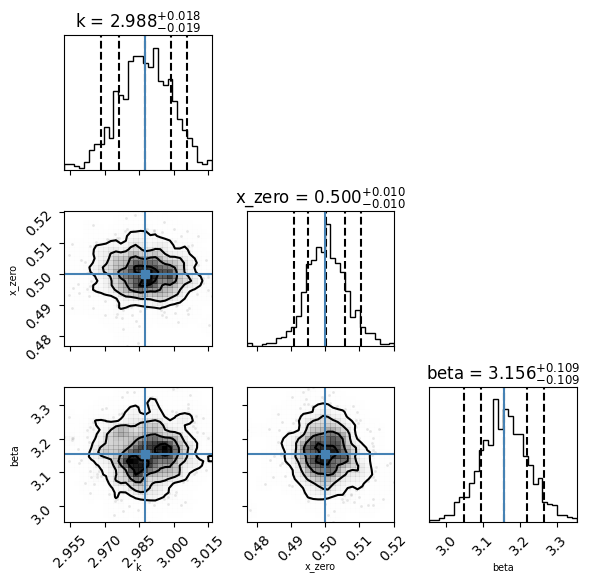 k = 2.988^{+0.018}_{-0.019}
x_zero = 0.500^{+0.010}_{-0.010}
0.52
0.51
0.50
0.49
0.48
x_zero
beta = 3.156^{+0.109}_{-0.109}
3.3
3.2
3.1
3.0
beta
2.955 2.970 2.985 3.000 3.015
k
0.48 0.49 0.50 0.51 0.52
x_zero
3.0 3.1 3.2 3.3
beta